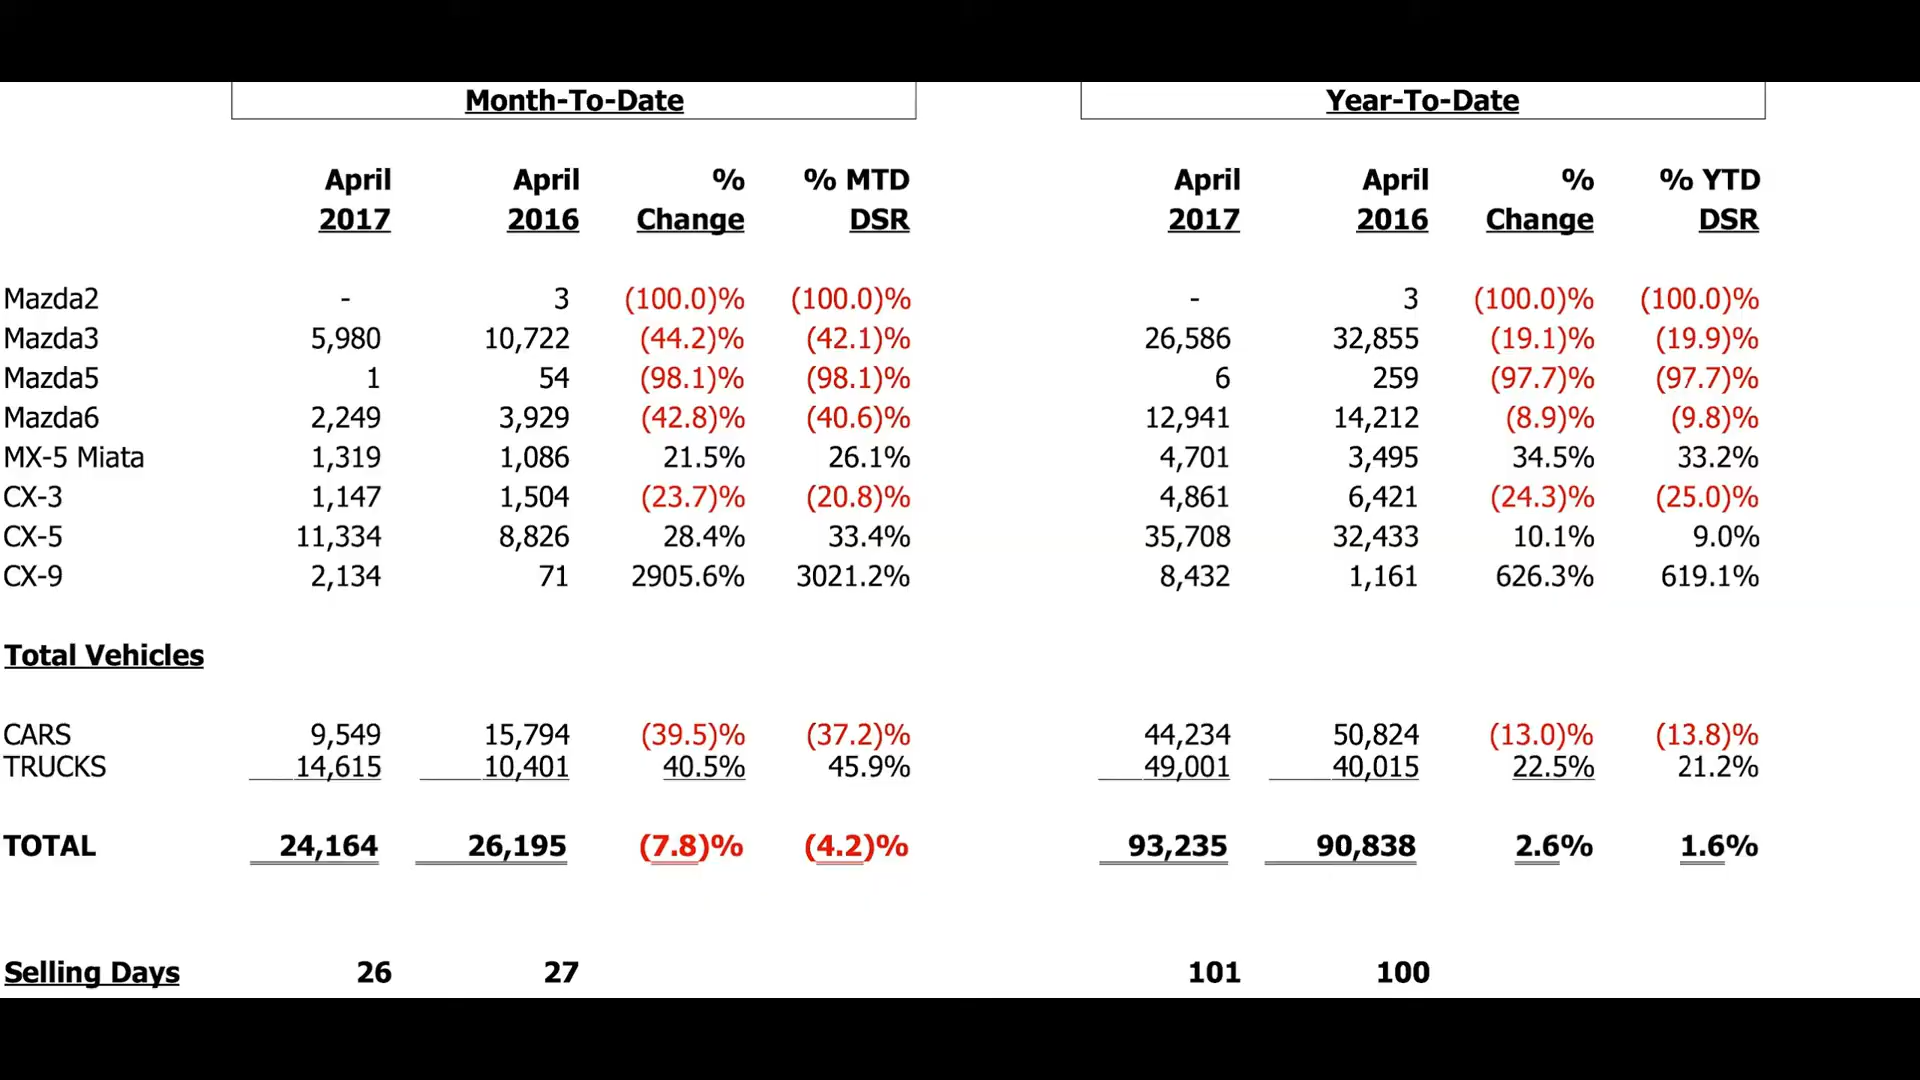 Month-To-Date Year-To-Date
April April % % MTD April April % % YTD
2017 2016 Change DSR 2017 2016 Change DSR
Mazda2 - 3 (100.0)% (100.0)% - 3 (100.0)% (100.0)%
Mazda3 5,980 10,722 (44.2)% (42.1)% 26,586 32,855 (19.1)% (19.9)%
Mazda5 1 54 (98.1)% (98.1)% 6 259 (97.7)% (97.7)%
Mazda6 2,249 3,929 (42.8)% (40.6)% 12,941 14,212 (8.9)% (9.8)%
MX-5 Miata 1,319 1,086 21.5% 26.1% 4,701 3,495 34.5% 33.2%
CX-3 1,147 1,504 (23.7)% (20.8)% 4,861 6,421 (24.3)% (25.0)%
CX-5 11,334 8,826 28.4% 33.4% 35,708 32,433 10.1% 9.0%
CX-9 2,134 71 2905.6% 3021.2% 8,432 1,161 626.3% 619.1%
Total Vehicles
CARS 9,549 15,794 (39.5)% (37.2)% 44,234 50,824 (13.0)% (13.8)%
TRUCKS 14,615 10,401 40.5% 45.9% 49,001 40,015 22.5% 21.2%
TOTAL 24,164 26,195 (7.8)% (4.2)% 93,235 90,838 2.6% 1.6%
Selling Days 26 27 101 100